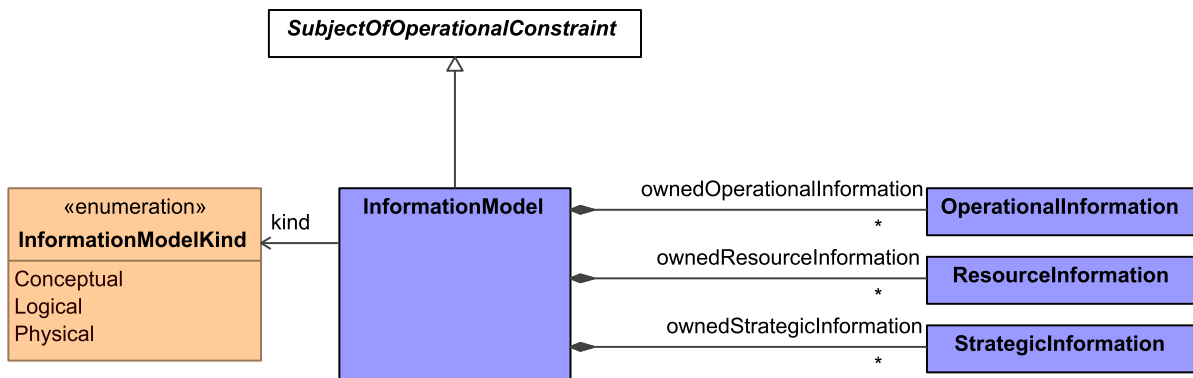 SubjectOfOperationalConstraint
«enumeration»
InformationModelKind
Conceptual
Logical
Physical
kind
InformationModel
ownedOperationalInformation
*
OperationalInformation
ownedResourceInformation
*
ResourceInformation
ownedStrategicInformation
*
StrategicInformation